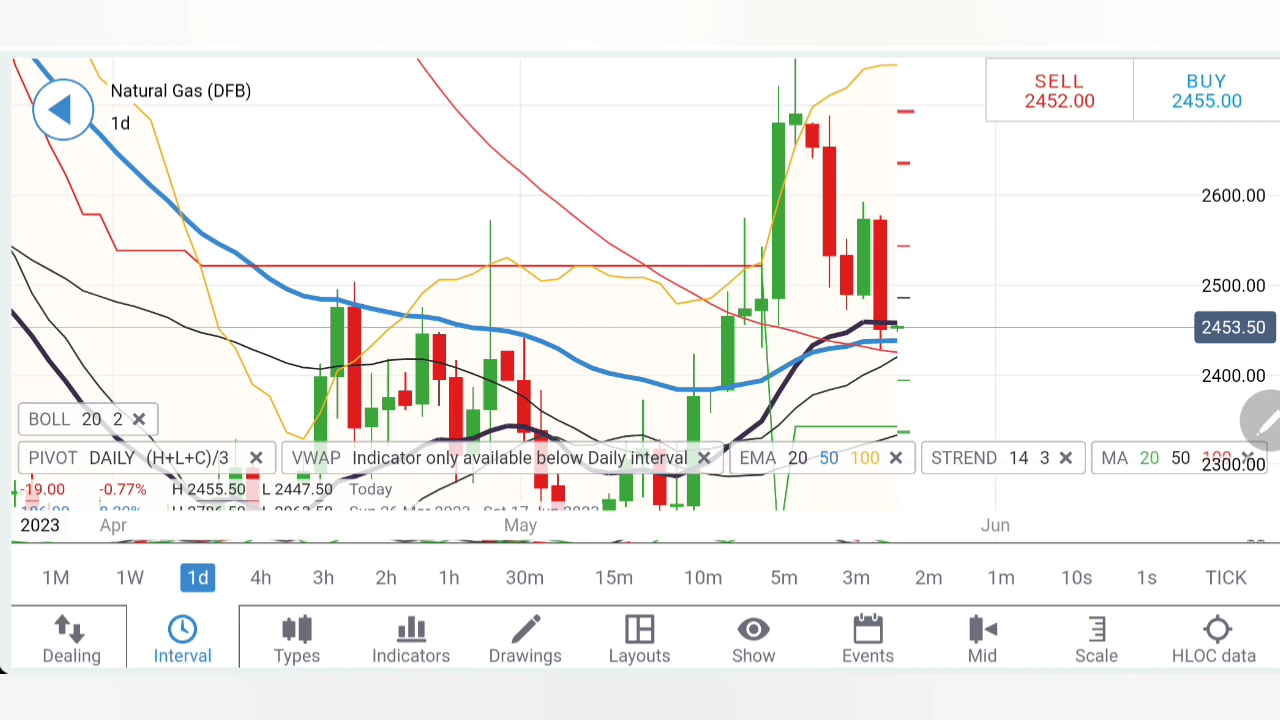 Natural Gas (DFB)
1d
SELL
2452.00
BUY
2455.00
2600.00
2500.00
2453.50
2400.00
2300.00
BOLL 20 2
PIVOT DAILY (H+L+C)/3
VWAP Indicator only available below Daily interval
EMA 20 50 100
STREND 14 3
MA 20 50 100
-19.00 -0.77% H 2455.50 L 2447.50 Today
2023 Apr May Jun
1M 1W 1d 4h 3h 2h 1h 30m 15m 10m 5m 3m 2m 1m 10s 1s TICK
Dealing Interval Types Indicators Drawings Layouts Show Events Mid Scale HLOC data